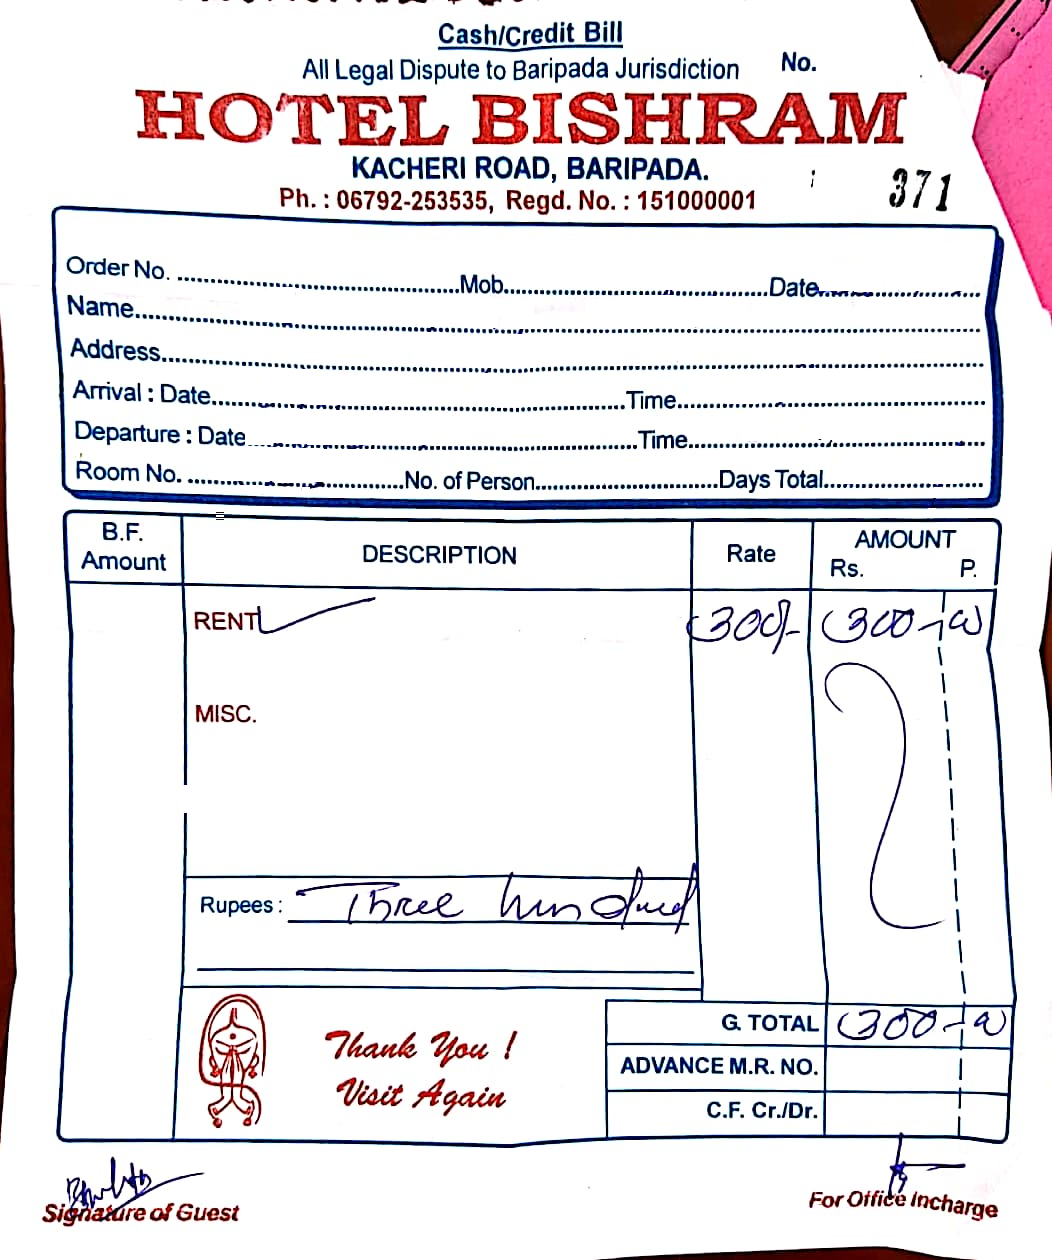 Cash/Credit Bill
All Legal Dispute to Baripada Jurisdiction No.
HOTEL BISHRAM
KACHERI ROAD, BARIPADA.
Ph. : 06792-253535, Regd. No. : 151000001 371
Order No. Mob. Date
Name
Address
Arrival : Date Time
Departure : Date Time
Room No. No. of Person Days Total
B.F. Amount DESCRIPTION Rate AMOUNT Rs. P.
RENT 300/- 300-00
MISC.
Rupees : Three hundred
G. TOTAL 300-00
Thank You ! ADVANCE M.R. NO.
Visit Again C.F. Cr./Dr.
Signature of Guest For Office Incharge